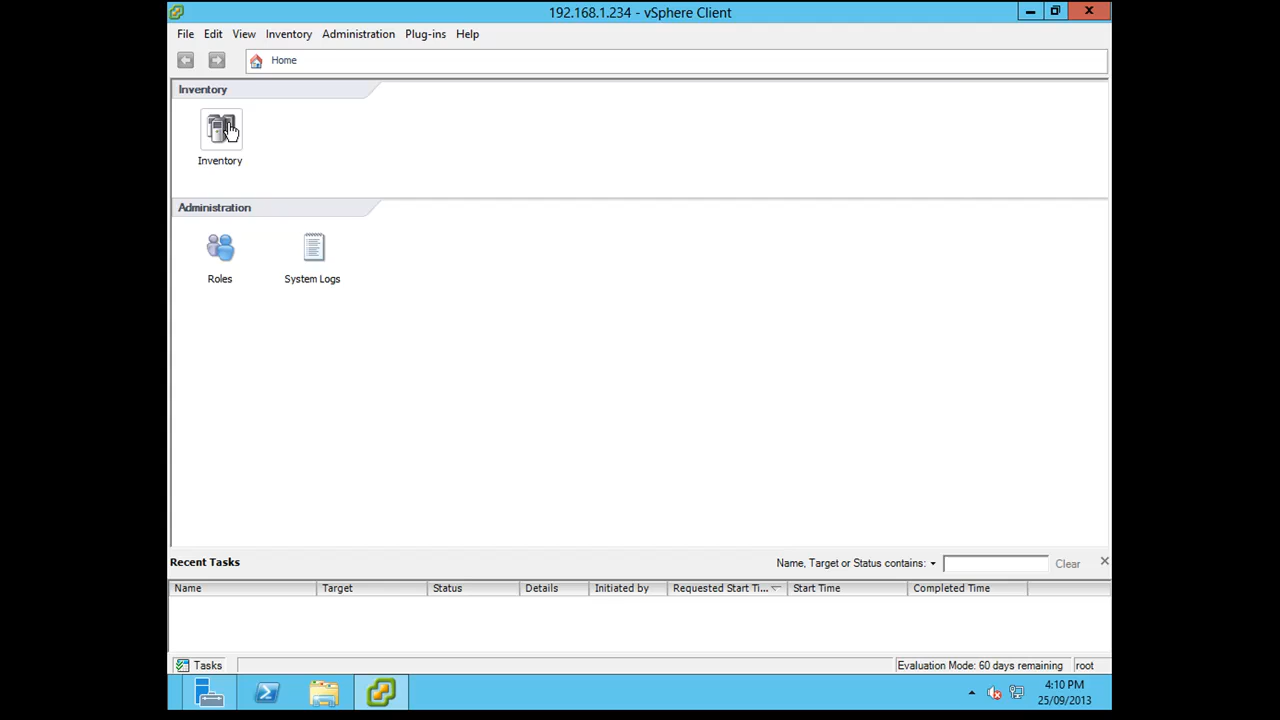 192.168.1.234 - vSphere Client
File Edit View Inventory Administration Plug-ins Help
Home
Inventory
Inventory
Administration
Roles System Logs
Recent Tasks Name, Target or Status contains: Clear
Name Target Status Details Initiated by Requested Start Ti... Start Time Completed Time
Tasks Evaluation Mode: 60 days remaining root
4:10 PM
25/09/2013